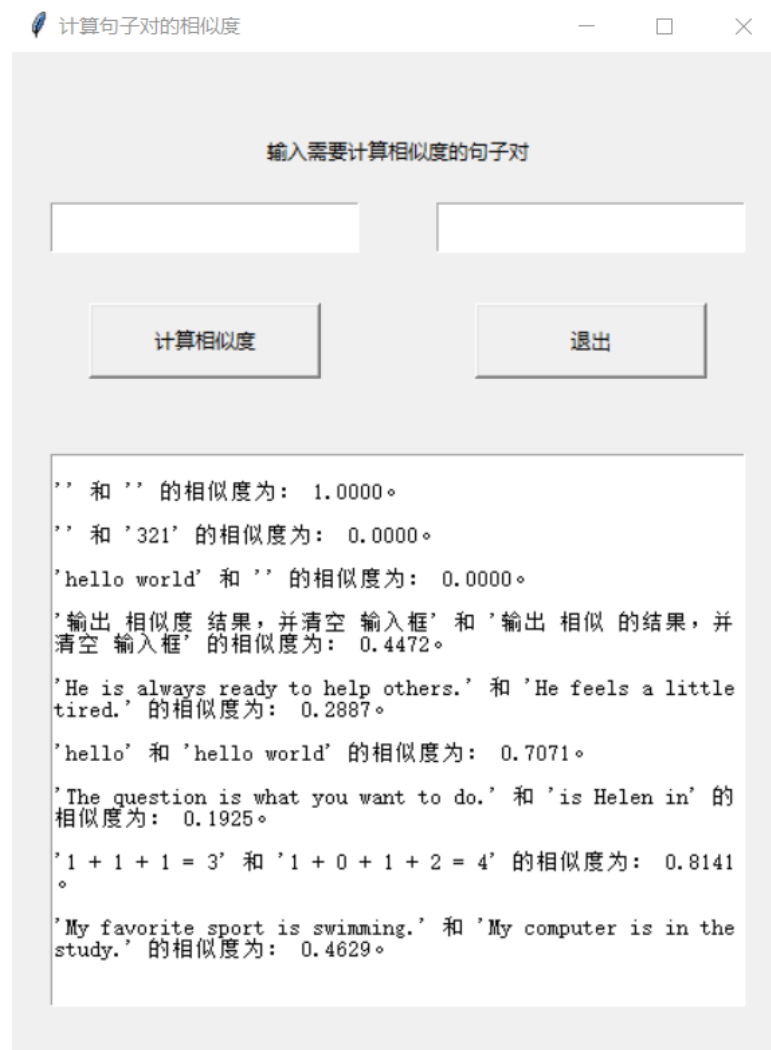 计算句子对的相似度
输入需要计算相似度的句子对
计算相似度
退出
'' 和 '' 的相似度为: 1.0000。
'' 和 '321' 的相似度为: 0.0000。
'hello world' 和 '' 的相似度为: 0.0000。
'输出 相似度 结果，并清空 输入框' 和 '输出 相似 的结果，并
清空 输入框' 的相似度为: 0.4472。
'He is always ready to help others.' 和 'He feels a little
tired.' 的相似度为: 0.2887。
'hello' 和 'hello world' 的相似度为: 0.7071。
'The question is what you want to do.' 和 'is Helen in' 的
相似度为: 0.1925。
'1 + 1 + 1 = 3' 和 '1 + 0 + 1 + 2 = 4' 的相似度为: 0.8141
。
'My favorite sport is swimming.' 和 'My computer is in the
study.' 的相似度为: 0.4629。